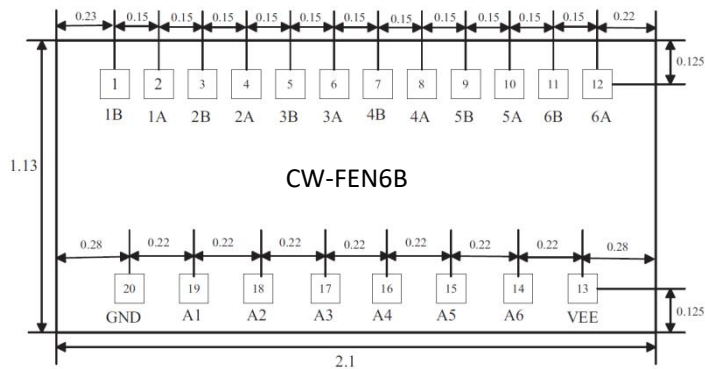 0.23 0.15 0.15 0.15 0.15 0.15 0.15 0.15 0.15 0.15 0.15 0.15 0.22
0.125
1 2 3 4 5 6 7 8 9 10 11 12
1B 1A 2B 2A 3B 3A 4B 4A 5B 5A 6B 6A
1.13
CW-FEN6B
0.28 0.22 0.22 0.22 0.22 0.22 0.22 0.22 0.28
20 19 18 17 16 15 14 13
0.125
GND A1 A2 A3 A4 A5 A6 VEE
2.1